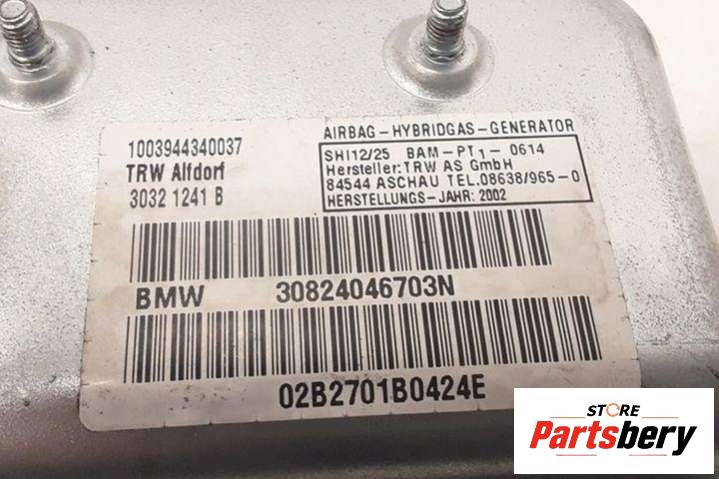 1003944340037
TRW Alfdorf
3032 1241 B
AIRBAG-HYBRIDGAS-GENERATOR
SHI12/25 BAM-PT1-0614
Hersteller: TRW AS GmbH
84544 ASCHAU TEL.08638/965-0
HERSTELLUNGS-JAHR: 2002
BMW 30824046703N
02B2701B0424E
STORE
Partsbery